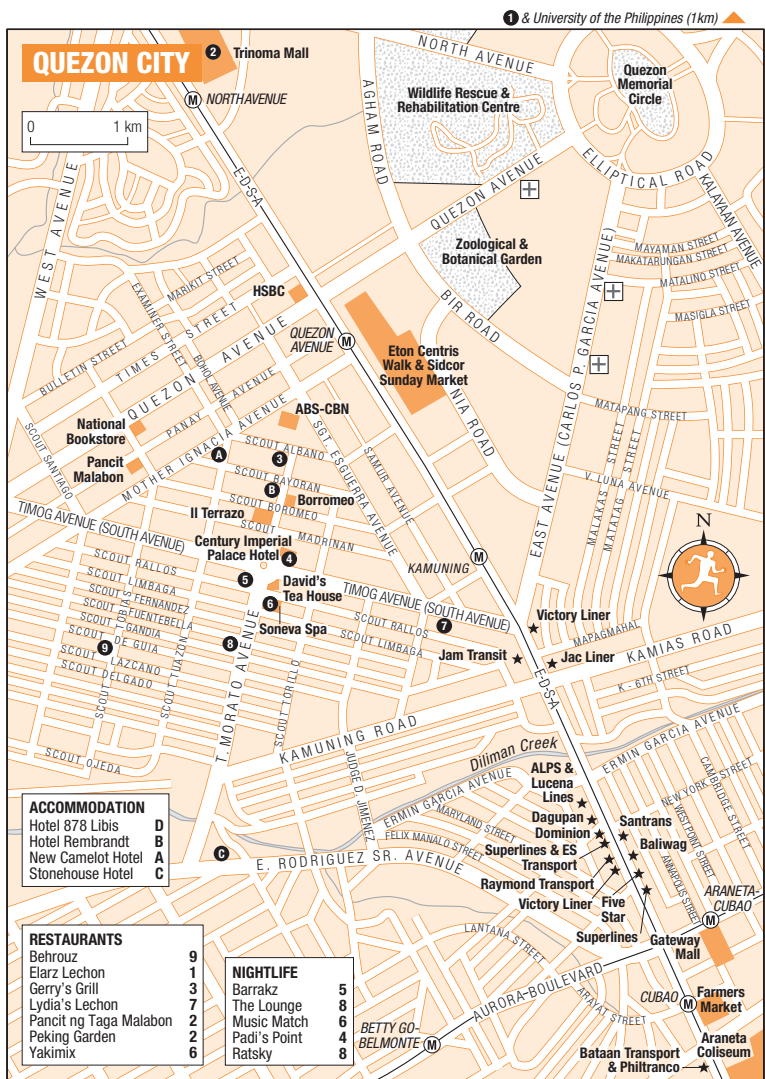 1 & University of the Philippines (1km)
QUEZON CITY
0 1 km
2 Trinoma Mall
M NORTH AVENUE
NORTH AVENUE
AGHAM ROAD
Wildlife Rescue &
Rehabilitation Centre
Quezon
Memorial
Circle
ELLIPTICAL ROAD
KALAYAAN AVENUE
E-D-S-A
WEST AVENUE
QUEZON AVENUE
Zoological &
Botanical Garden
MAYAMAN STREET
MAKATARUNGAN STREET
MATALINO STREET
MASIGLA STREET
BIR ROAD
EAST AVENUE (CARLOS P. GARCIA AVENUE)
MARIKIT STREET
EXAMINER STREET
HSBC
BULLETIN STREET
TIMES STREET
BOHOL AVENUE
QUEZON AVENUE
QUEZON
AVENUE
M
Eton Centris
Walk & Sidcor
Sunday Market
NIA ROAD
MATAPANG STREET
PANAY AVENUE
MOTHER IGNACIA AVENUE
ABS-CBN
National
Bookstore
Pancit
Malabon
SCOUT SANTIAGO
A
SCOUT ALBANO
3
SCOUT BAYORAN
B
SCOUT BOROMEO
Borromeo
Il Terrazo
SCOUT MADRINAN
SGT. ESGUERRA AVENUE
SAMAR AVENUE
V. LUNA AVENUE
MALAKAS STREET
MATATAG STREET
N
TIMOG AVENUE (SOUTH AVENUE)
Century Imperial
Palace Hotel
4
KAMUNING
M
SCOUT RALLOS
SCOUT LIMBAGA
SCOUT FERNANDEZ
SCOUT FUENTEBELLA
SCOUT GANDIA
SCOUT DE GUIA
SCOUT LAZCANO
SCOUT DELGADO
SCOUT TOBIAS
SCOUT TUAZON
9
5
David's
Tea House
6
Soneva Spa
TIMOG AVENUE (SOUTH AVENUE)
SCOUT RALLOS
SCOUT LIMBAGA
7
8
T MORATO AVENUE
SCOUT TORILLO
Victory Liner
MAPAGMAHAL
Jam Transit
Jac Liner
KAMIAS ROAD
K - 6TH STREET
E-D-S-A
KAMUNING ROAD
SCOUT OJEDA
JUDGE D. JIMENEZ
Diliman Creek
ERMIN GARCIA AVENUE
ERMIN GARCIA AVENUE
MARYLAND STREET
FELIX MANALO STREET
NEW YORK STREET
CAMBRIDGE STREET
WEST POINT STREET
ANNAPOLIS STREET
ALPS &
Lucena
Lines
Dagupan
Dominion
Superlines & ES
Transport
Raymond Transport
Victory Liner
Santrans
Baliwag
Five
Star
Superlines
C
E. RODRIGUEZ SR. AVENUE
ARANETA-
CUBAO
M
Gateway
Mall
LANTANA STREET
AURORA-BOULEVARD
ARAYAT STREET
CUBAO M
Farmers
Market
BETTY GO-
BELMONTE M
Araneta
Coliseum
Bataan Transport
& Philtranco
ACCOMMODATION
Hotel 878 Libis D
Hotel Rembrandt B
New Camelot Hotel A
Stonehouse Hotel C
RESTAURANTS
Behrouz 9
Elarz Lechon 1
Gerry's Grill 3
Lydia's Lechon 7
Pancit ng Taga Malabon 2
Peking Garden 2
Yakimix 6
NIGHTLIFE
Barrakz 5
The Lounge 8
Music Match 6
Padi's Point 4
Ratsky 8